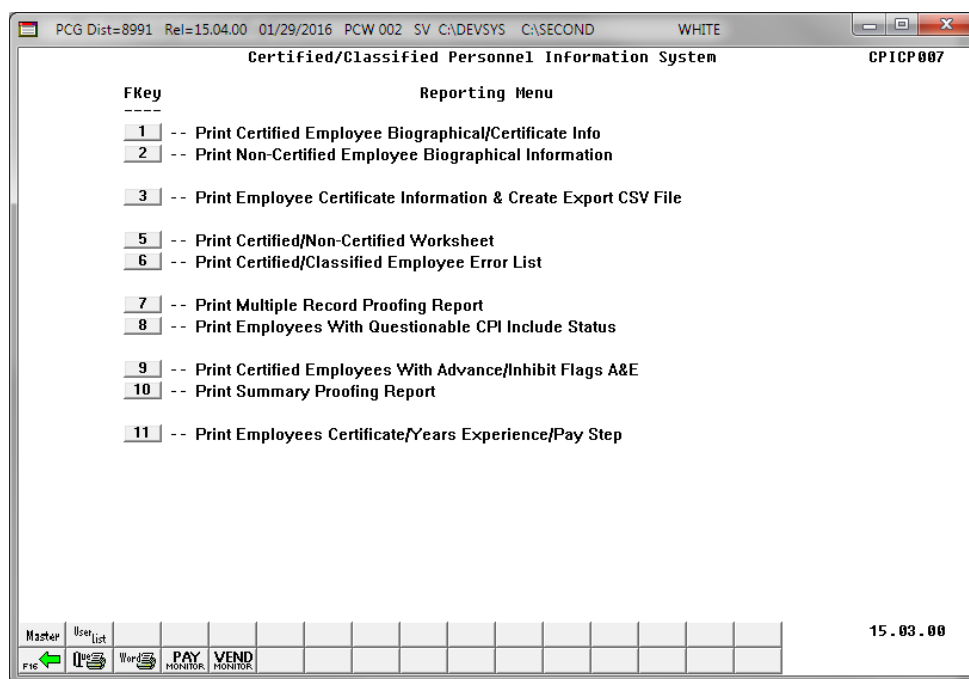 PCG Dist=8991 Rel=15.04.00 01/29/2016 PCW 002 SV C:\DEVSYS C:\SECOND WHITE
Certified/Classified Personnel Information System CPICP007
FKey Reporting Menu
----
1 -- Print Certified Employee Biographical/Certificate Info
2 -- Print Non-Certified Employee Biographical Information
3 -- Print Employee Certificate Information & Create Export CSV File
5 -- Print Certified/Non-Certified Worksheet
6 -- Print Certified/Classified Employee Error List
7 -- Print Multiple Record Proofing Report
8 -- Print Employees With Questionable CPI Include Status
9 -- Print Certified Employees With Advance/Inhibit Flags A&E
10 -- Print Summary Proofing Report
11 -- Print Employees Certificate/Years Experience/Pay Step
Master User List 15.03.00
F16 Que Word PAY MONITOR VEND MONITOR